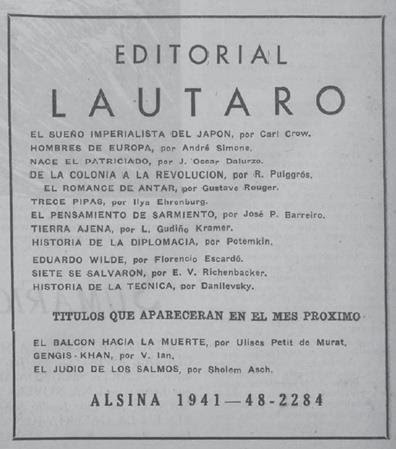 EDITORIAL
LAUTARO
EL SUEÑO IMPERIALISTA DEL JAPON, por Carl Crow.
HOMBRES DE EUROPA, por André Simone.
NACE EL PATRICIADO, por J. Oscar Dalurzo.
DE LA COLONIA A LA REVOLUCION, por R. Puiggrós.
EL ROMANCE DE ANTAR, por Gustave Rouger.
TRECE PIPAS, por Ilya Ehrenburg.
EL PENSAMIENTO DE SARMIENTO, por José P. Barreiro.
TIERRA AJENA, por L. Gudiño Kramer.
HISTORIA DE LA DIPLOMACIA, por Potemkin.
EDUARDO WILDE, por Florencio Escardó.
SIETE SE SALVARON, por E. V. Richenbacker.
HISTORIA DE LA TECNICA, por Danilevsky.
TITULOS QUE APARECERAN EN EL MES PROXIMO
EL BALCON HACIA LA MUERTE, por Ulises Petit de Murat.
GENGIS-KHAN, por V. Ian.
EL JUDIO DE LOS SALMOS, por Sholem Asch.
ALSINA 1941—48-2284